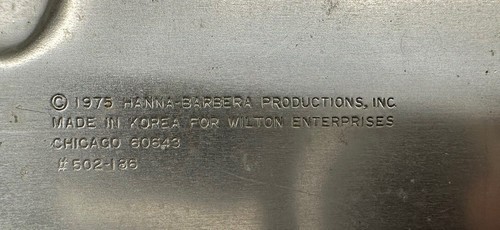 © 1975 HANNA-BARBERA PRODUCTIONS, INC.
MADE IN KOREA FOR WILTON ENTERPRISES
CHICAGO 60643
#502-186